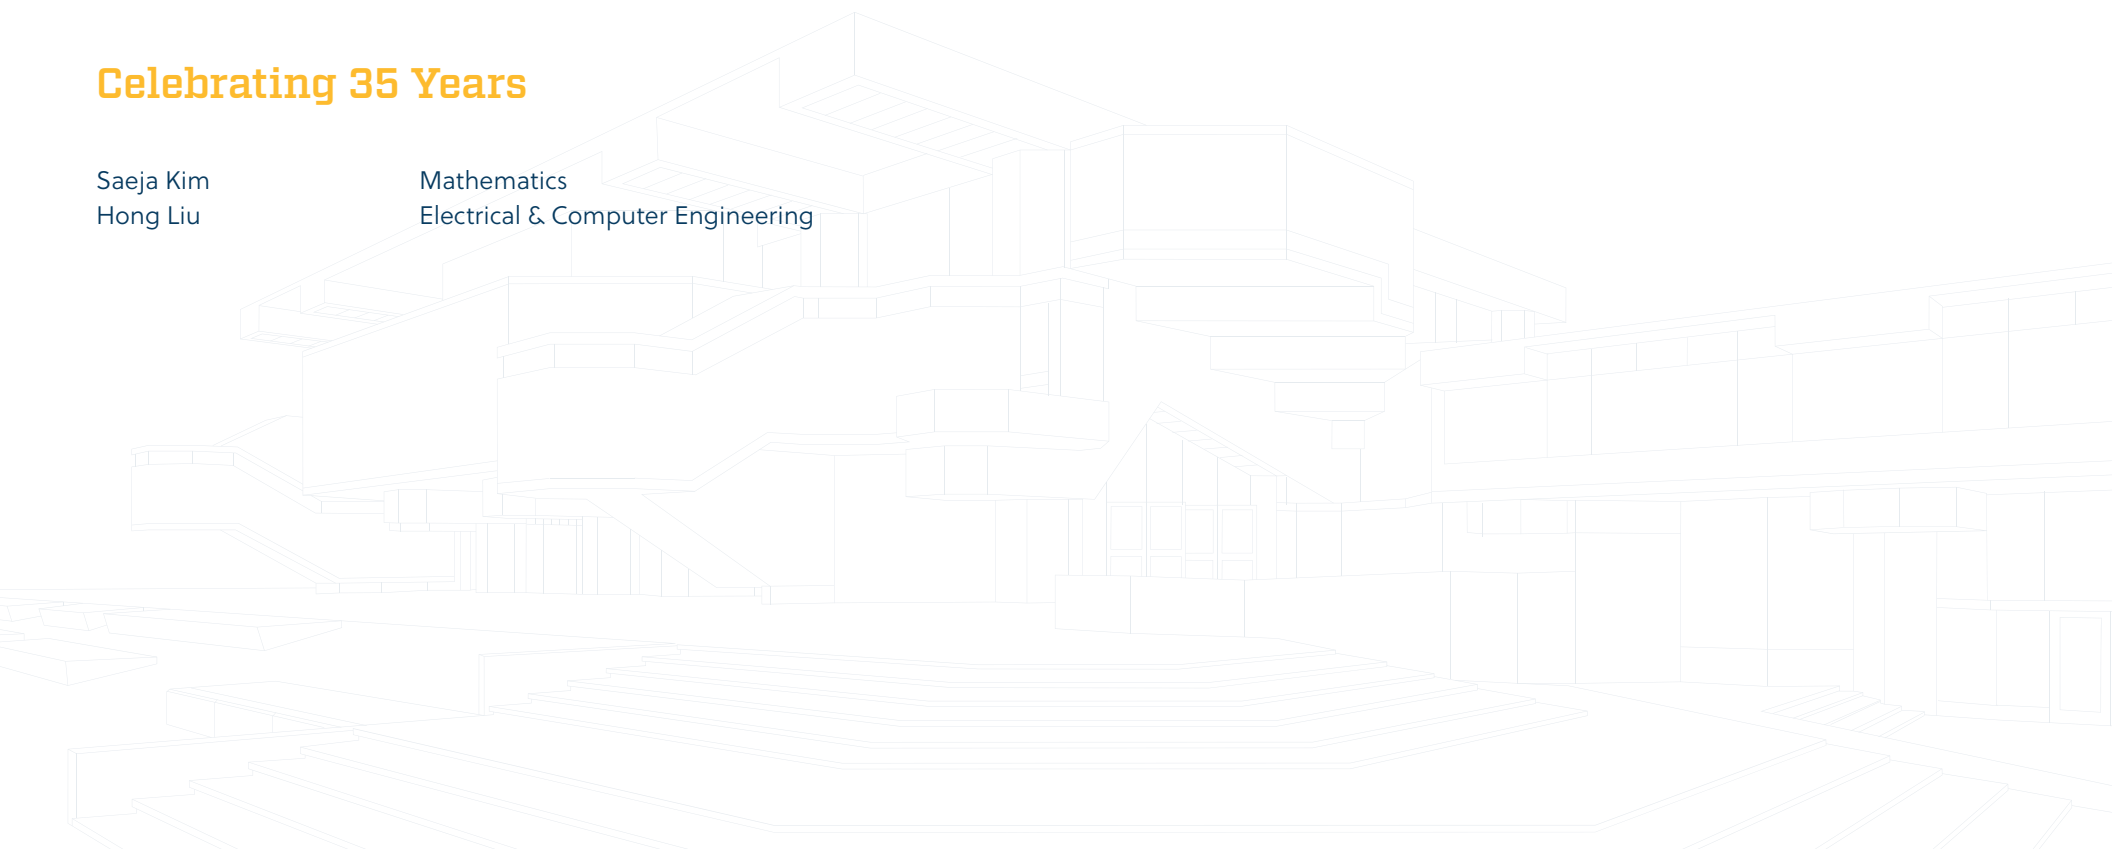 Celebrating 35 Years
Saeja Kim Mathematics
Hong Liu Electrical & Computer Engineering